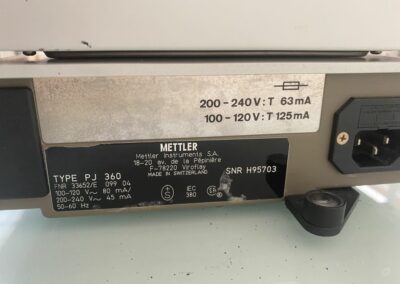 200-240V: T 63mA
100-120V: T 125mA
METTLER
Mettler Instruments S.A.
18-20 av. de la Pépinière
F-78220 Viroflay
MADE IN SWITZERLAND
TYPE PJ 360
SNR H95703
FNR 33652/E 099 04
100-120 V~ 80 mA/
200-240 V~ 45 mA
50-60 Hz
IEC
380